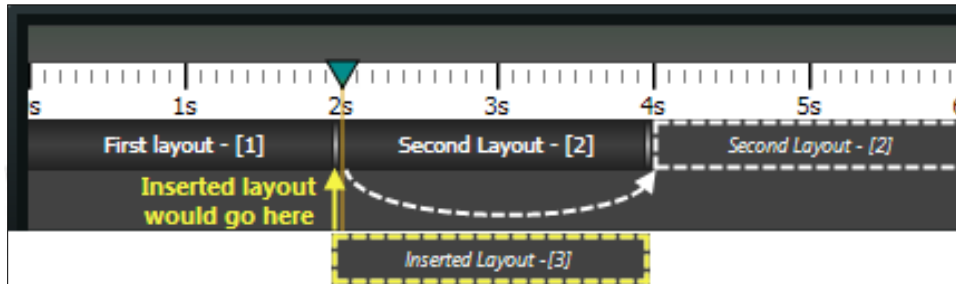 s 1s 2s 3s 4s 5s 6
First layout - [1] Second Layout - [2] Second Layout - [2]
Inserted layout
would go here
Inserted Layout -[3]